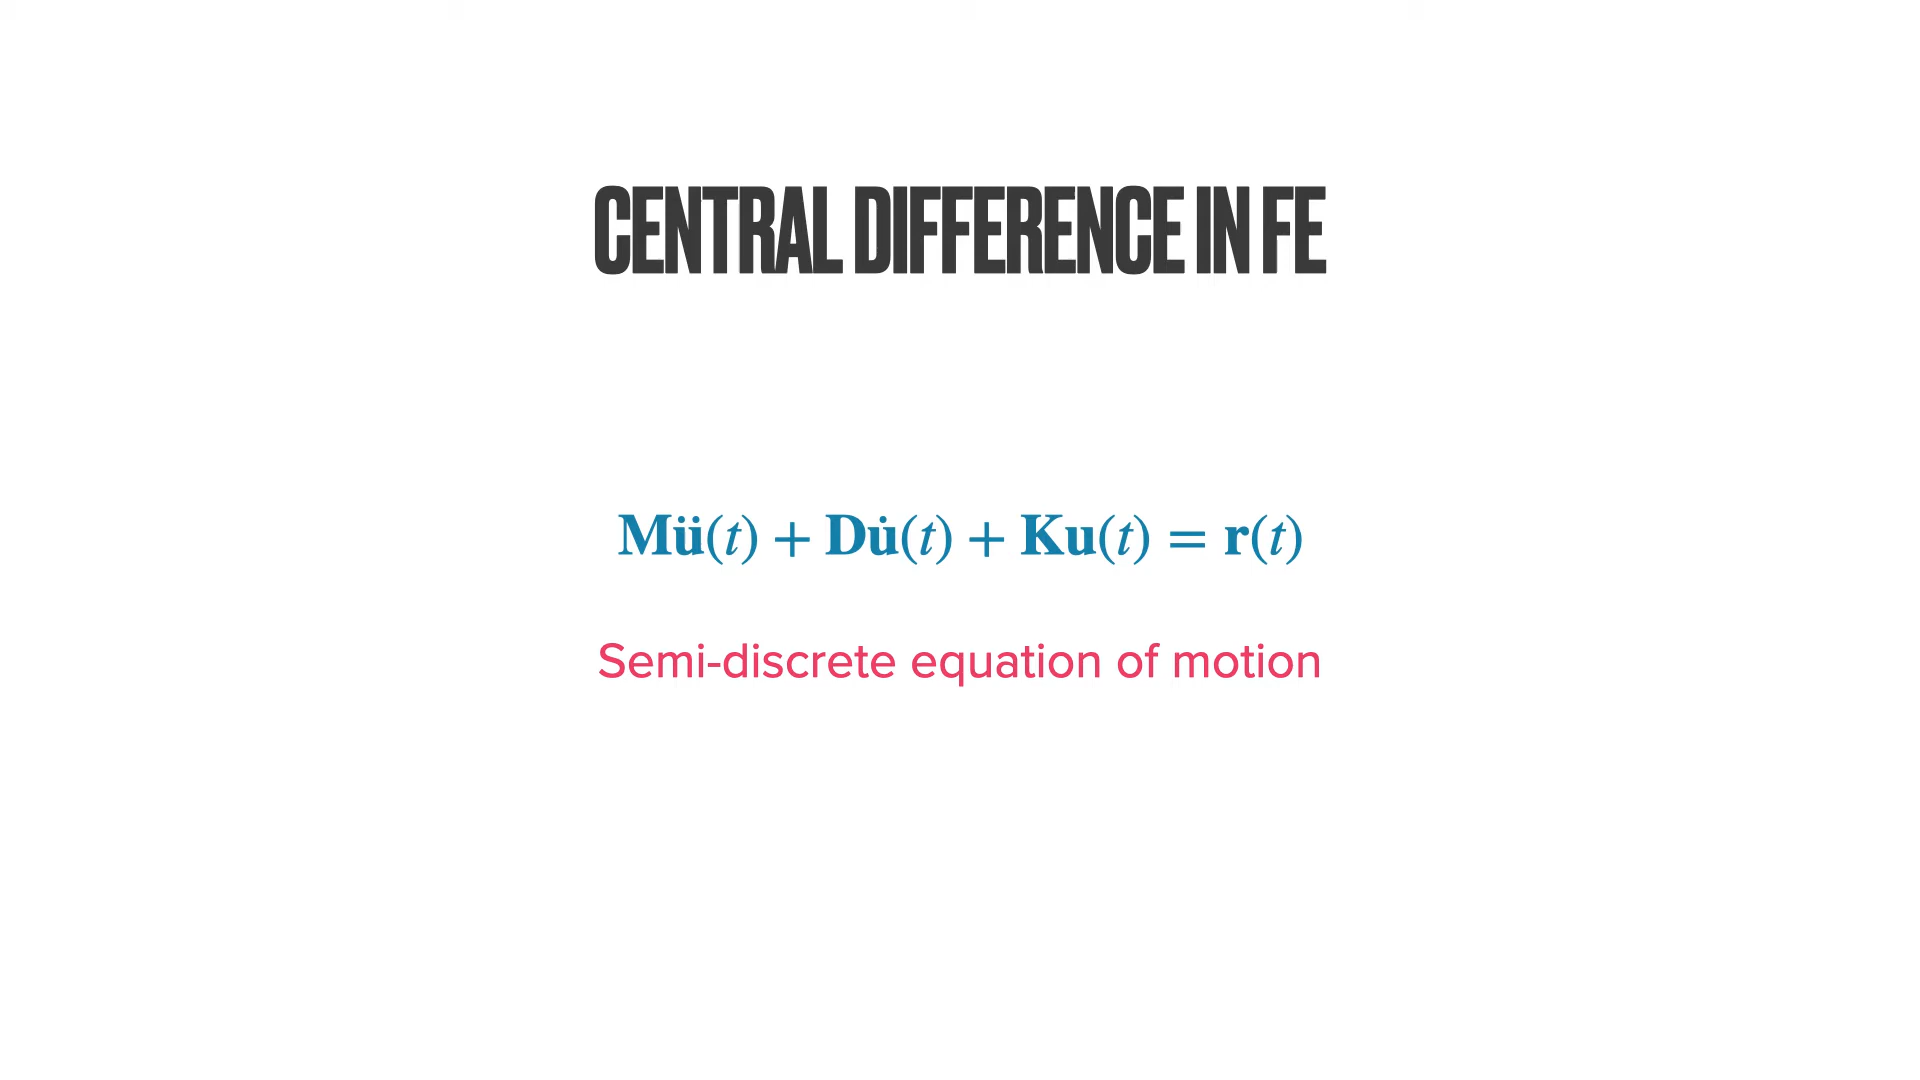 CENTRAL DIFFERENCE IN FE
𝐌𝐮̈(𝑡) + 𝐃𝐮̇(𝑡) + 𝐊𝐮(𝑡) = 𝐫(𝑡)
Semi-discrete equation of motion